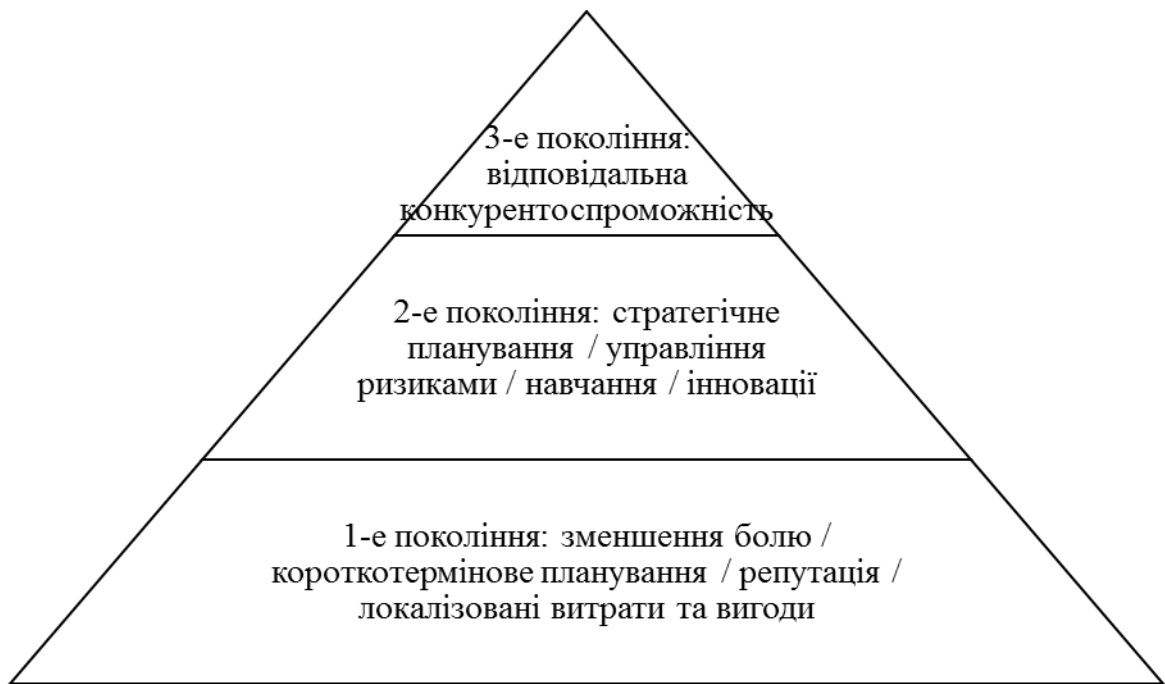 3-е покоління:
відповідальна
конкурентоспроможність
2-е покоління: стратегічне
планування / управління
ризиками / навчання / інновації
1-е покоління: зменшення болю /
короткотермінове планування / репутація /
локалізовані витрати та вигоди